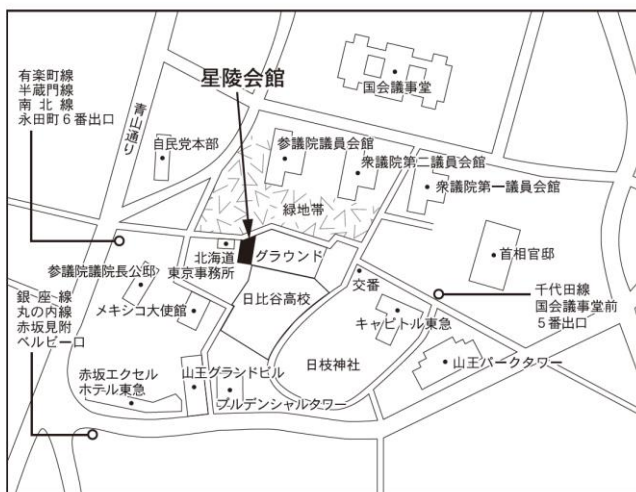 星陵会館
国会議事堂
有楽町線
半蔵門線
南北線
永田町6番出口
青山通り
自民党本部
参議院議員会館
衆議院第二議員会館
衆議院第一議員会館
緑地帯
首相官邸
北海道
東京事務所
グラウンド
参議院議院長公邸
メキシコ大使館
日比谷高校
交番
キャピトル東急
千代田線
国会議事堂前
5番出口
銀座線
丸の内線
赤坂見附
ベルビー口
赤坂エクセル
ホテル東急
山王グランドビル
プルデンシャルタワー
日枝神社
山王パークタワー